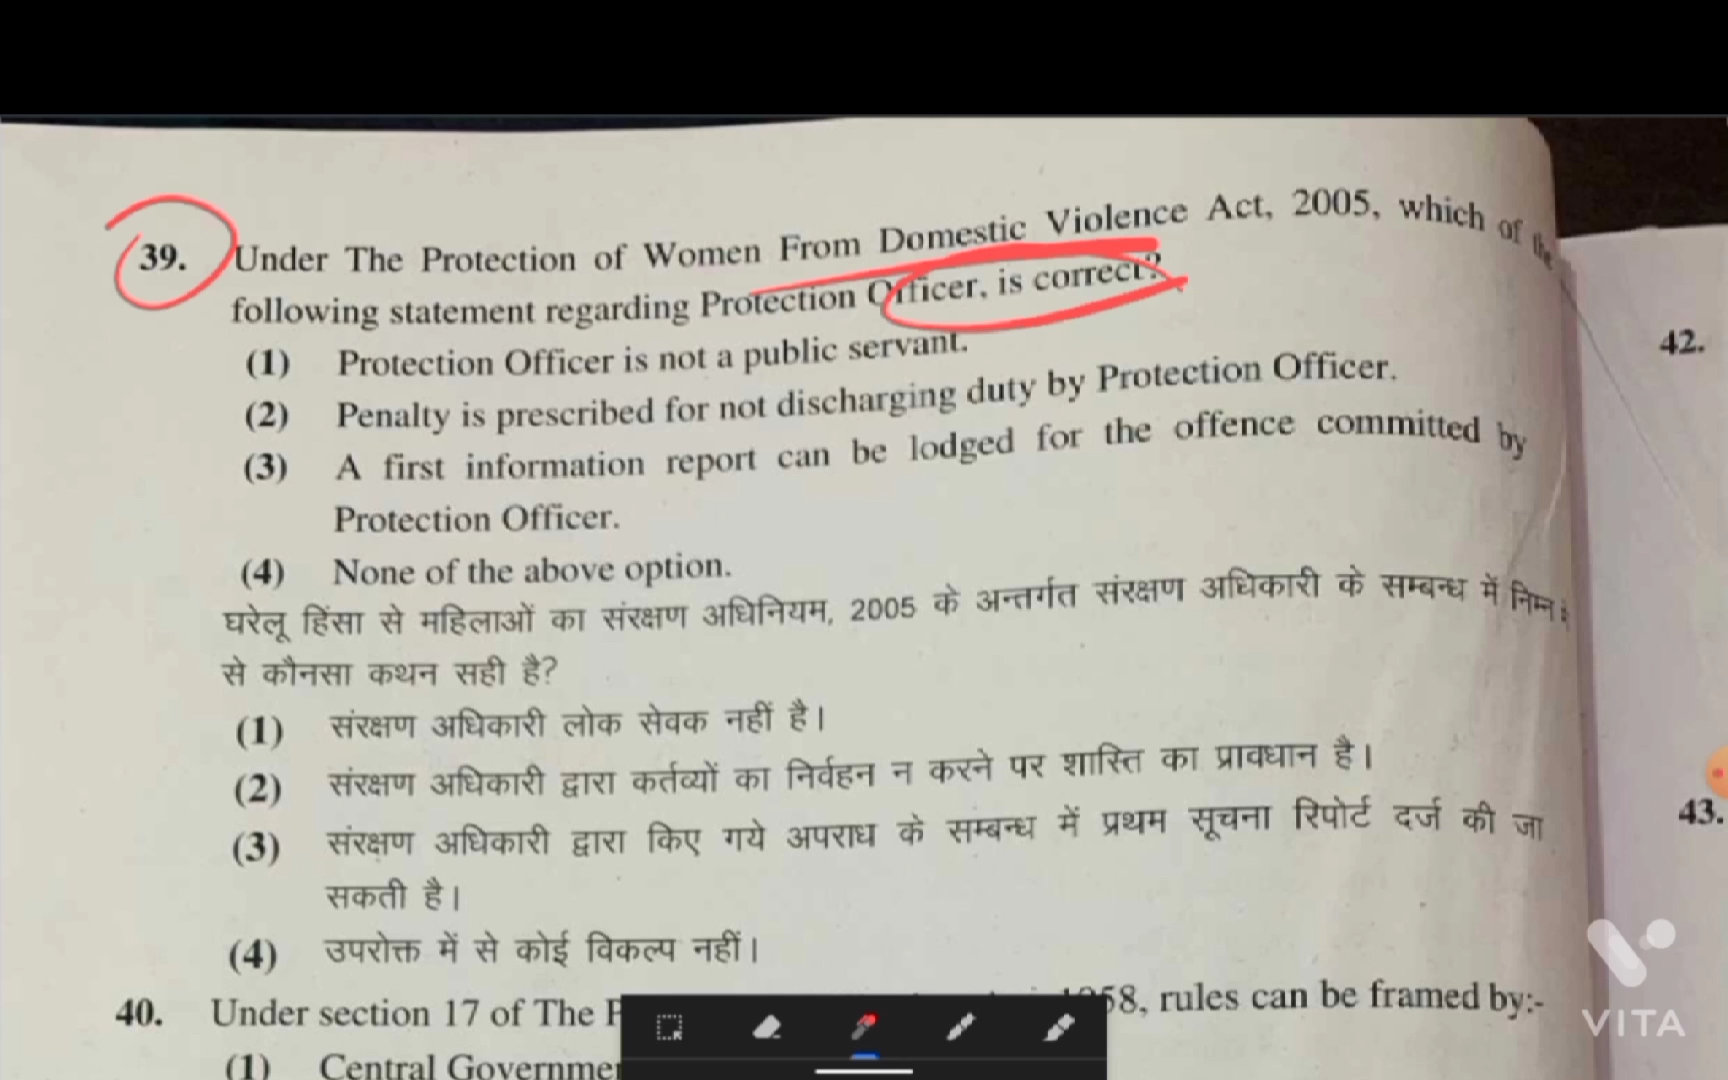 39. Under The Protection of Women From Domestic Violence Act, 2005, which of the
following statement regarding Protection Officer, is correct?
(1) Protection Officer is not a public servant.
(2) Penalty is prescribed for not discharging duty by Protection Officer.
(3) A first information report can be lodged for the offence committed by
Protection Officer.
(4) None of the above option.
घरेलू हिंसा से महिलाओं का संरक्षण अधिनियम, 2005 के अन्तर्गत संरक्षण अधिकारी के सम्बन्ध में निम्न
से कौनसा कथन सही है?
(1) संरक्षण अधिकारी लोक सेवक नहीं है।
(2) संरक्षण अधिकारी द्वारा कर्तव्यों का निर्वहन न करने पर शास्ति का प्रावधान है।
(3) संरक्षण अधिकारी द्वारा किए गये अपराध के सम्बन्ध में प्रथम सूचना रिपोर्ट दर्ज की जा
सकती है।
(4) उपरोक्त में से कोई विकल्प नहीं।
40. Under section 17 of The 58, rules can be framed by:-
(1) Central
42.
43.
VITA